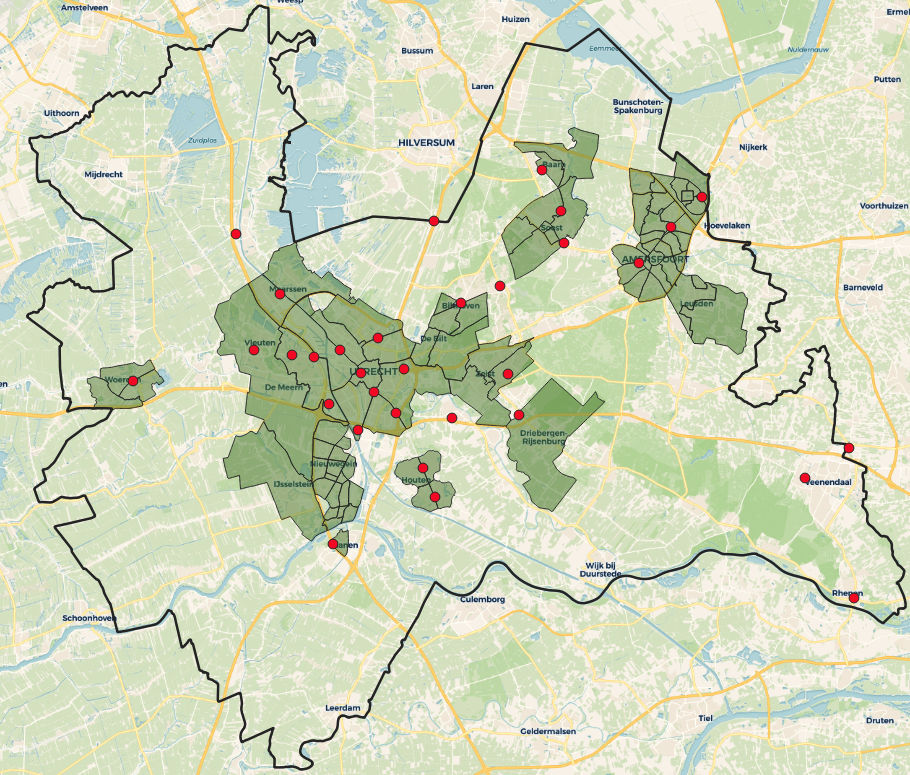 Weesp
Amstelveen
Huizen
Ermel
Bussum
Eemmeer
Nuldernauw
Putten
Laren
Bunschoten-
Spakenburg
Uithoorn
Zuidplas
HILVERSUM
Nijkerk
Mijdrecht
Baarn
Voorthuizen
Soest
Hoevelaken
AMERSFOORT
Maarssen
Barneveld
Leusden
Bilthoven
De Bilt
Vleuten
UTRECHT
Zeist
Woerden
en
De Meern
Driebergen-
Rijsenburg
Nieuwegein
IJsselstein
Houten
Veenendaal
Vianen
Wijk bij
Duurstede
Culemborg
Rhenen
Schoonhoven
Leerdam
Tiel
Druten
Geldermalsen